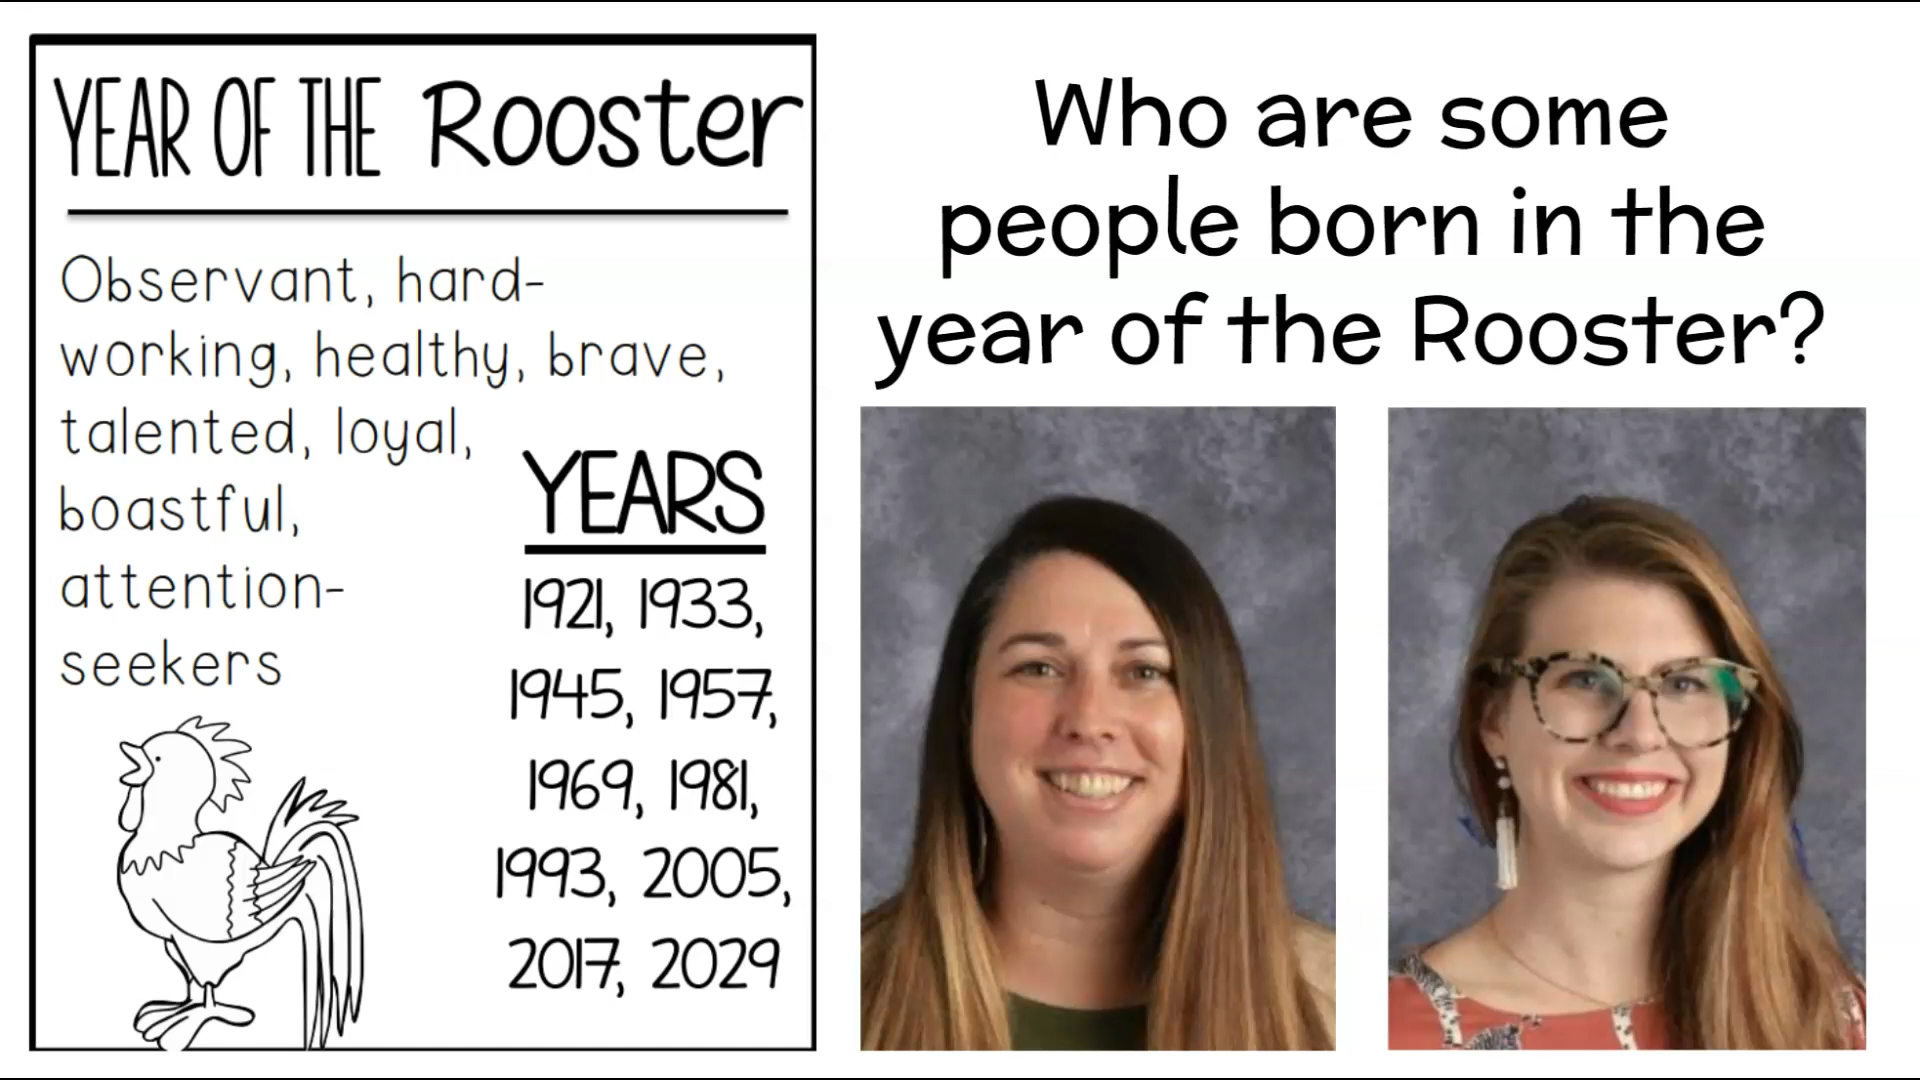 YEAR OF THE Rooster
Observant, hard-
working, healthy, brave,
talented, loyal,
boastful,
attention-
seekers
YEARS
1921, 1933,
1945, 1957,
1969, 1981,
1993, 2005,
2017, 2029
Who are some
people born in the
year of the Rooster?